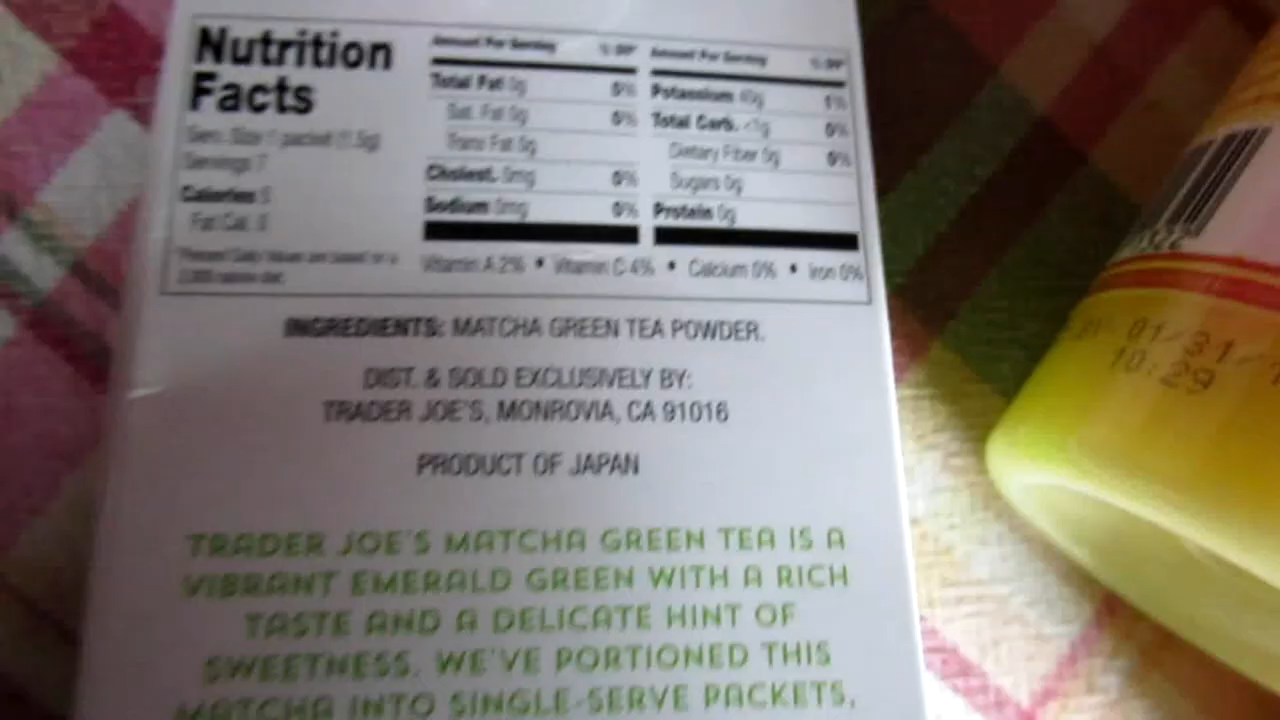 Nutrition
Facts
Serv. Size 1 packet (1.5g)
Servings 7
Calories 5
Fat Cal. 0
Percent Daily Values are based on a
2,000 calorie diet.
Amount Per Serving % DV*
Total Fat 0g 0%
Sat. Fat 0g 0%
Trans Fat 0g
Cholest. 0mg 0%
Sodium 0mg 0%
Amount Per Serving % DV*
Potassium 40g 1%
Total Carb. <1g 0%
Dietary Fiber 0g 0%
Sugars 0g
Protein 0g
Vitamin A 2% • Vitamin C 4% • Calcium 0% • Iron 0%
INGREDIENTS: MATCHA GREEN TEA POWDER.
DIST. & SOLD EXCLUSIVELY BY:
TRADER JOE'S, MONROVIA, CA 91016
PRODUCT OF JAPAN
TRADER JOE'S MATCHA GREEN TEA IS A
VIBRANT EMERALD GREEN WITH A RICH
TASTE AND A DELICATE HINT OF
SWEETNESS. WE'VE PORTIONED THIS
MATCHA INTO SINGLE-SERVE PACKETS,
01/31/
10:29